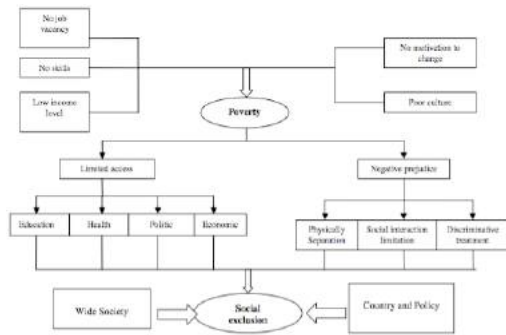 No job
vacancy
No motivation to
change
No skills
Low income
level
Poor culture
Poverty
Limited access
Negative prejudice
Education
Health
Politic
Economic
Physically
Separation
Social interaction
limitation
Discriminative
treatment
Wide Society
Social
exclusion
Country and Policy